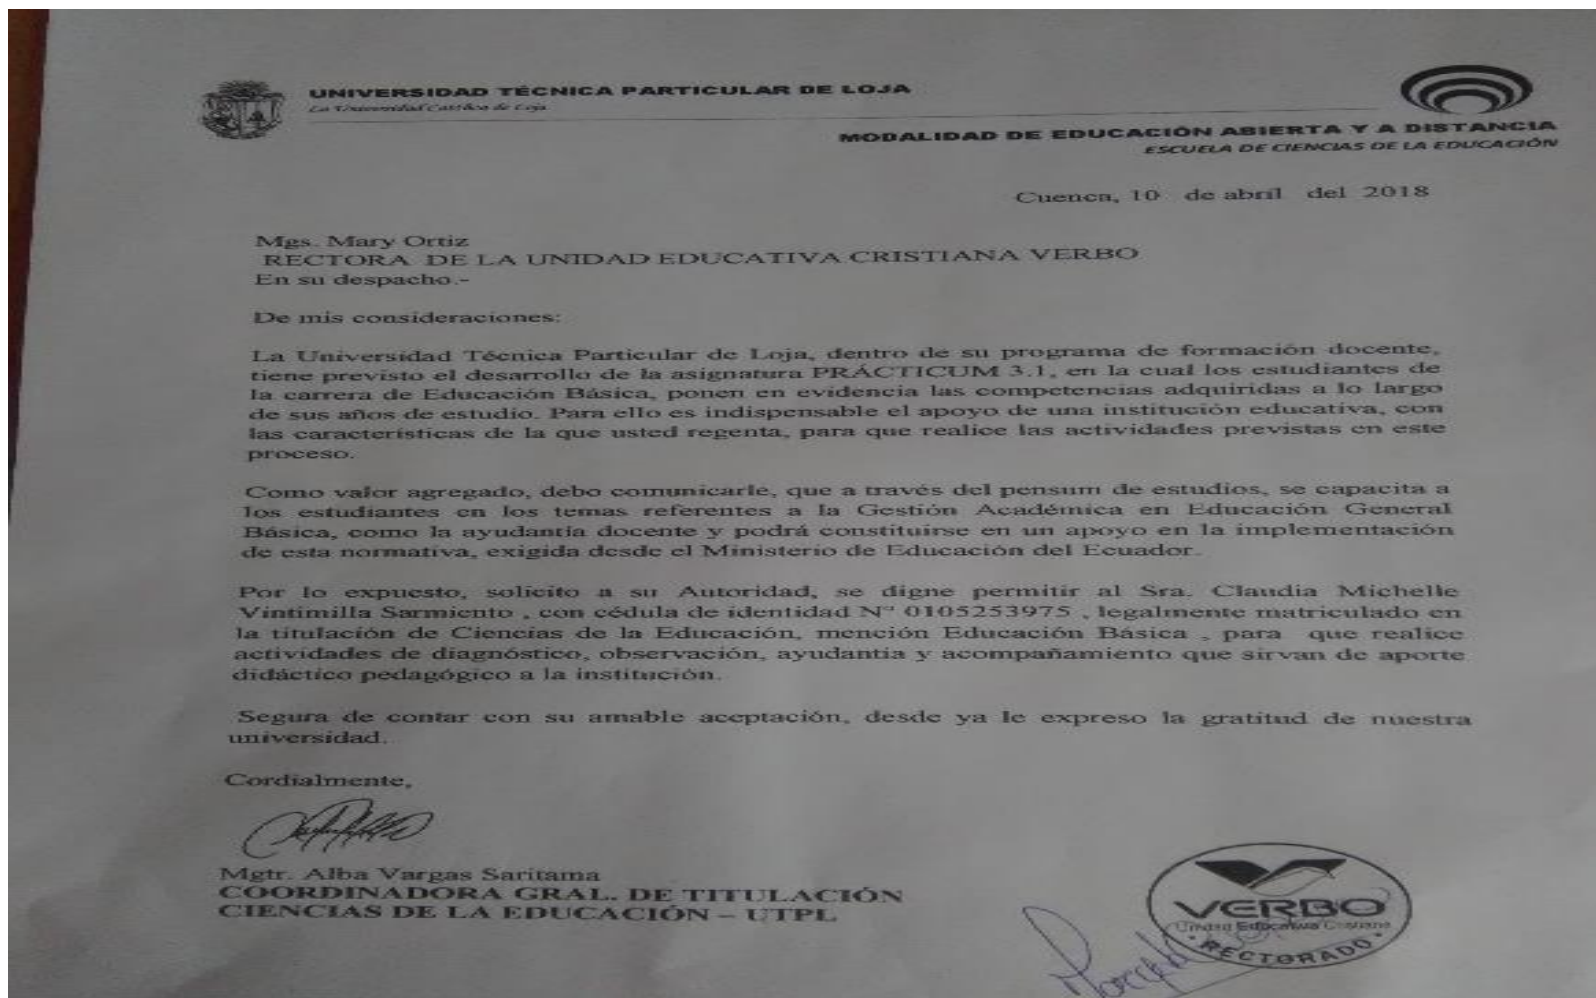 UNIVERSIDAD TÉCNICA PARTICULAR DE LOJA
La Universidad Católica de Loja
MODALIDAD DE EDUCACIÓN ABIERTA Y A DISTANCIA
ESCUELA DE CIENCIAS DE LA EDUCACIÓN
Cuenca, 10 de abril del 2018
Mgs. Mary Ortiz
RECTORA DE LA UNIDAD EDUCATIVA CRISTIANA VERBO
En su despacho.-
De mis consideraciones:
La Universidad Técnica Particular de Loja, dentro de su programa de formación docente,
tiene previsto el desarrollo de la asignatura PRÁCTICUM 3.1, en la cual los estudiantes de
la carrera de Educación Básica, ponen en evidencia las competencias adquiridas a lo largo
de sus años de estudio. Para ello es indispensable el apoyo de una institución educativa, con
las características de la que usted regenta, para que realice las actividades previstas en este
proceso.
Como valor agregado, debo comunicarle, que a través del pensum de estudios, se capacita a
los estudiantes en los temas referentes a la Gestión Académica en Educación General
Básica, como la ayudantía docente y podrá constituirse en un apoyo en la implementación
de esta normativa, exigida desde el Ministerio de Educación del Ecuador.
Por lo expuesto, solicito a su Autoridad, se digne permitir al Sra. Claudia Michelle
Vintimilla Sarmiento , con cédula de identidad N° 0105253975 , legalmente matriculado en
la titulación de Ciencias de la Educación, mención Educación Básica , para que realice
actividades de diagnóstico, observación, ayudantia y acompañamiento que sirvan de aporte
didáctico pedagógico a la institución.
Segura de contar con su amable aceptación, desde ya le expreso la gratitud de nuestra
universidad.
Cordialmente,
Mgtr. Alba Vargas Saritama
COORDINADORA GRAL. DE TITULACIÓN
CIENCIAS DE LA EDUCACIÓN – UTPL
VERBO
Unidad Educativa Cristiana
RECTORADO